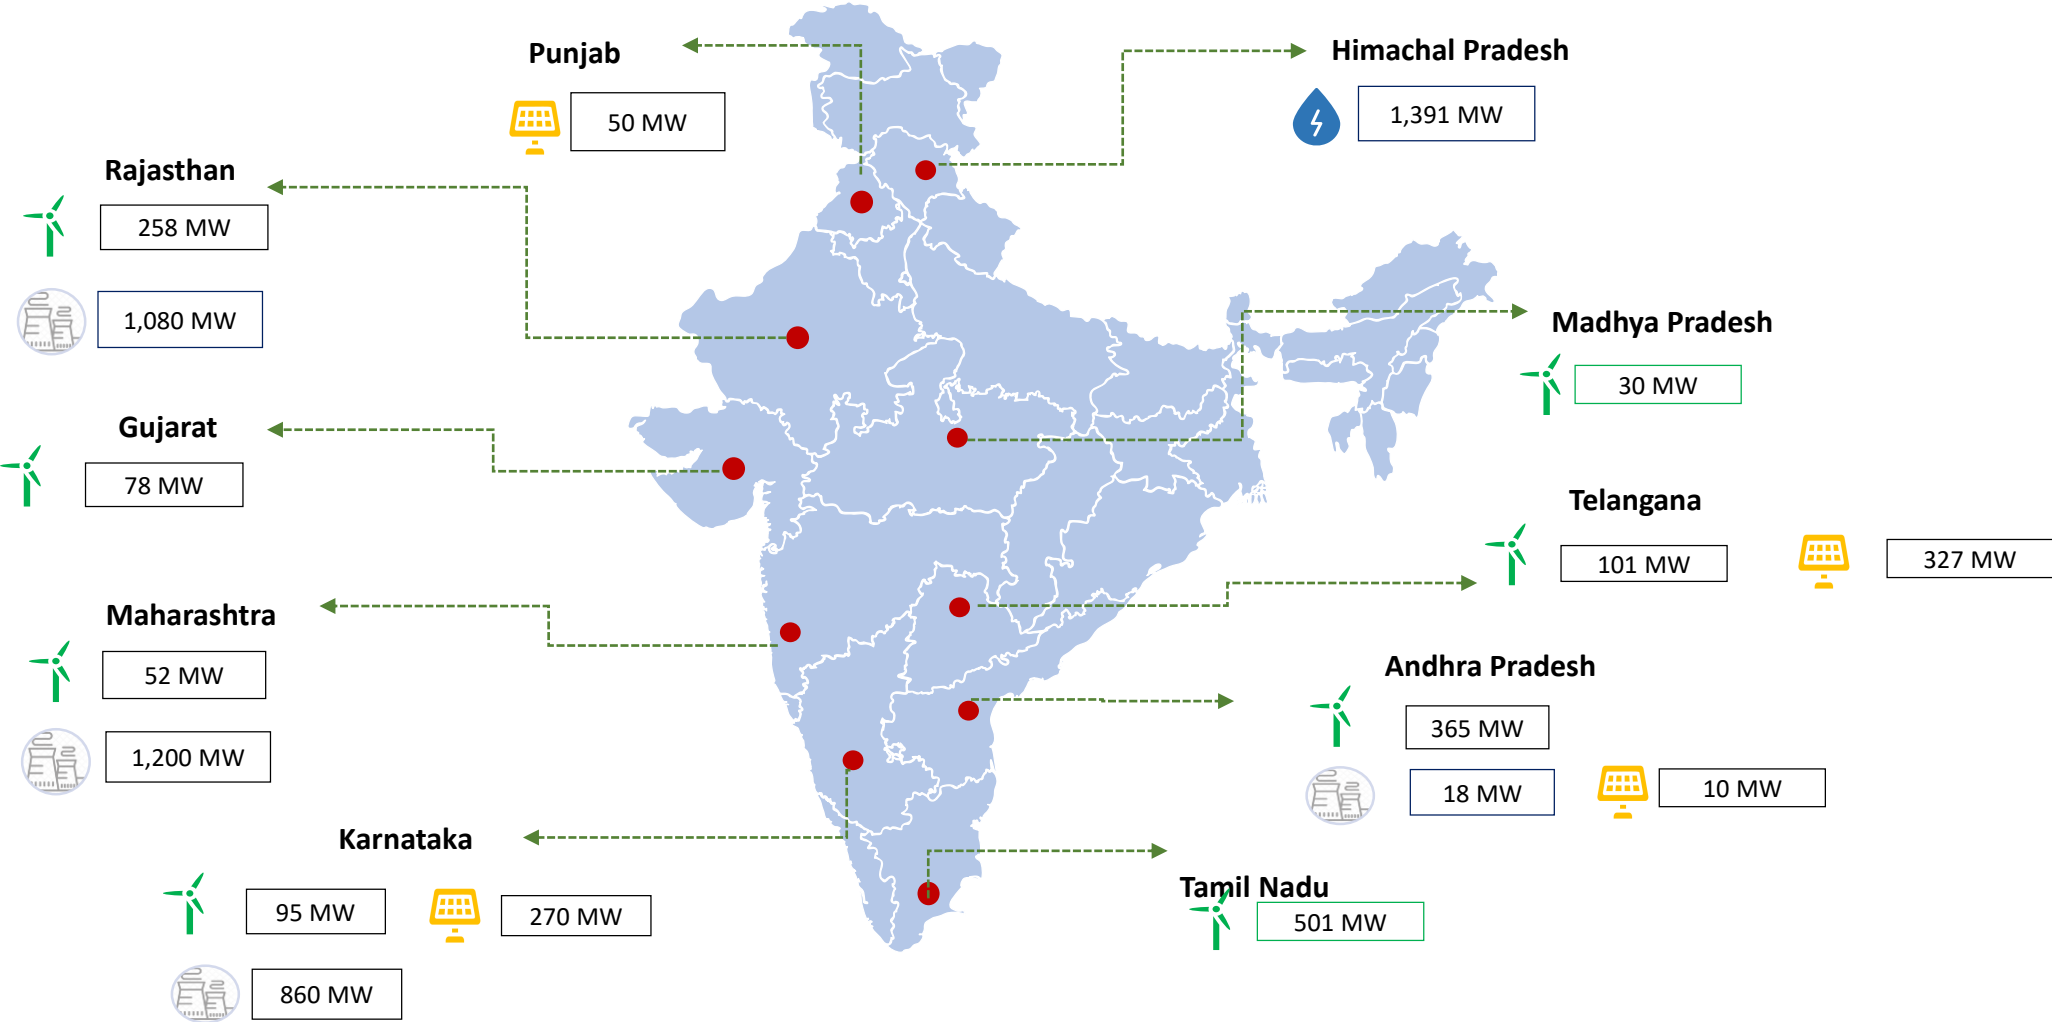 Punjab
50 MW
Himachal Pradesh
1,391 MW
Rajasthan
258 MW
1,080 MW
Madhya Pradesh
30 MW
Gujarat
78 MW
Telangana
101 MW
327 MW
Maharashtra
52 MW
1,200 MW
Andhra Pradesh
365 MW
18 MW
10 MW
Karnataka
95 MW
270 MW
860 MW
Tamil Nadu
501 MW